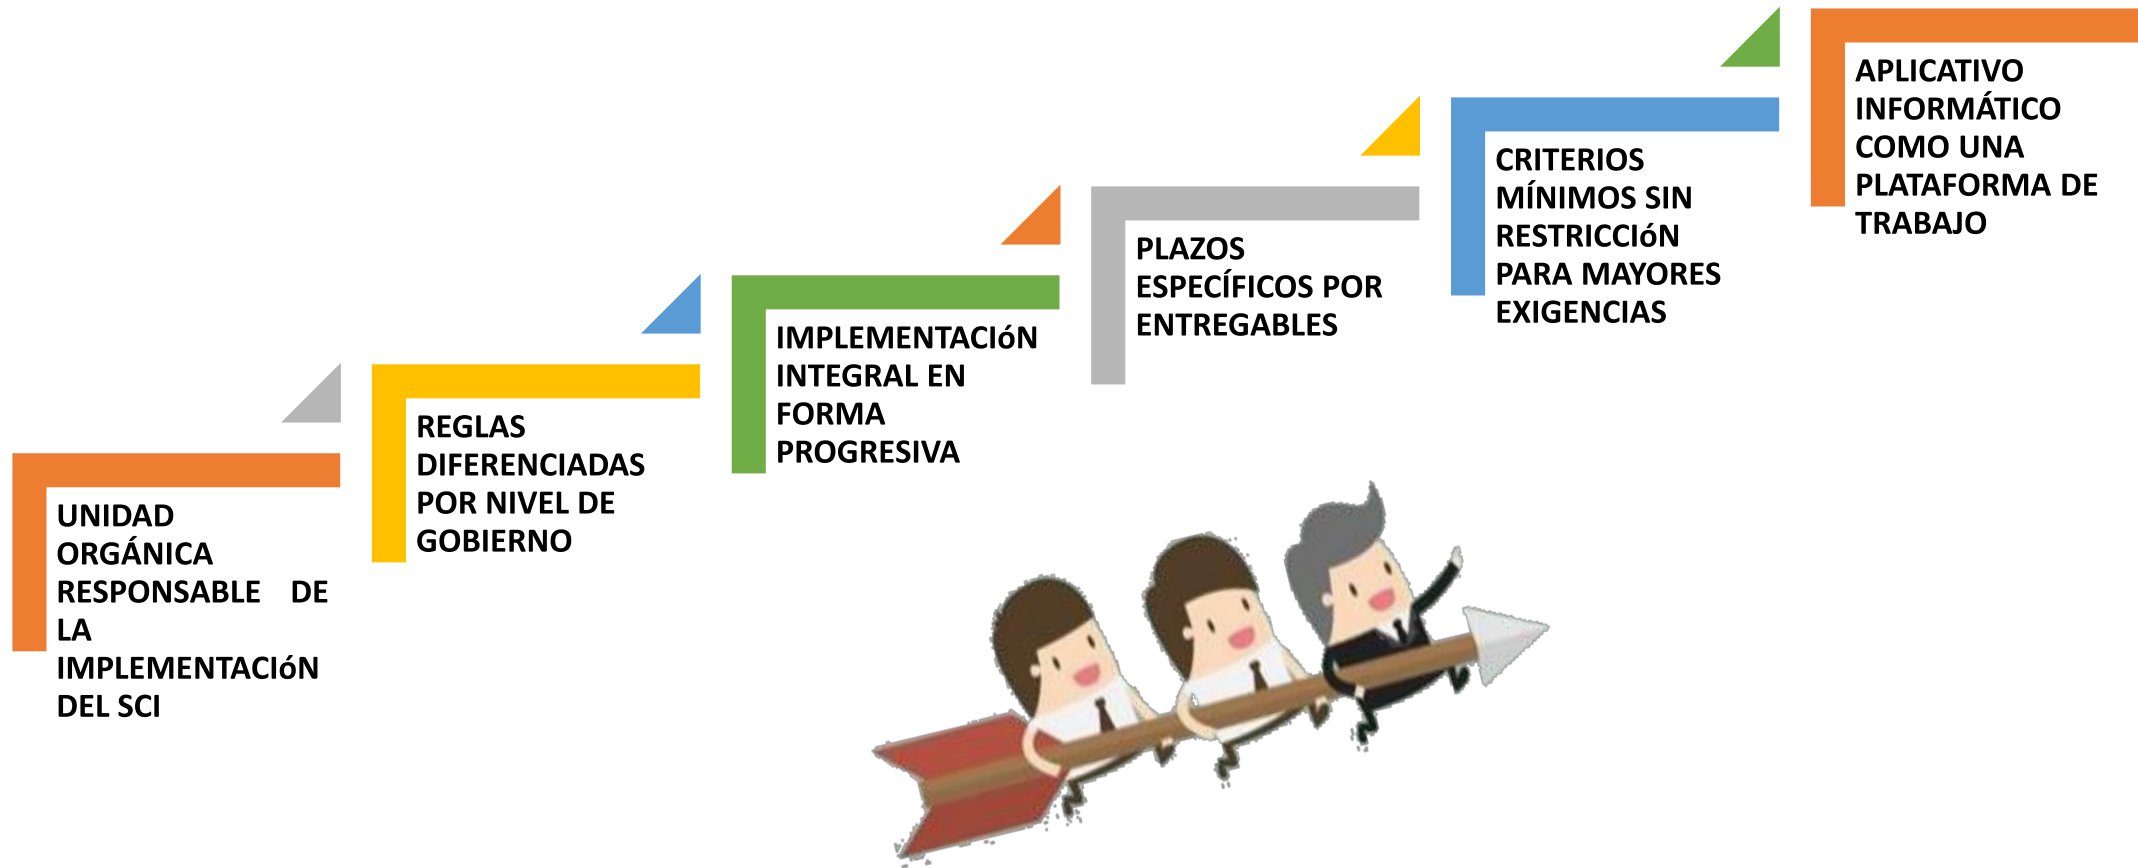 UNIDAD
ORGÁNICA
RESPONSABLE DE
LA
IMPLEMENTACIóN
DEL SCI
REGLAS
DIFERENCIADAS
POR NIVEL DE
GOBIERNO
IMPLEMENTACIóN
INTEGRAL EN
FORMA
PROGRESIVA
PLAZOS
ESPECÍFICOS POR
ENTREGABLES
CRITERIOS
MÍNIMOS SIN
RESTRICCIóN
PARA MAYORES
EXIGENCIAS
APLICATIVO
INFORMÁTICO
COMO UNA
PLATAFORMA DE
TRABAJO